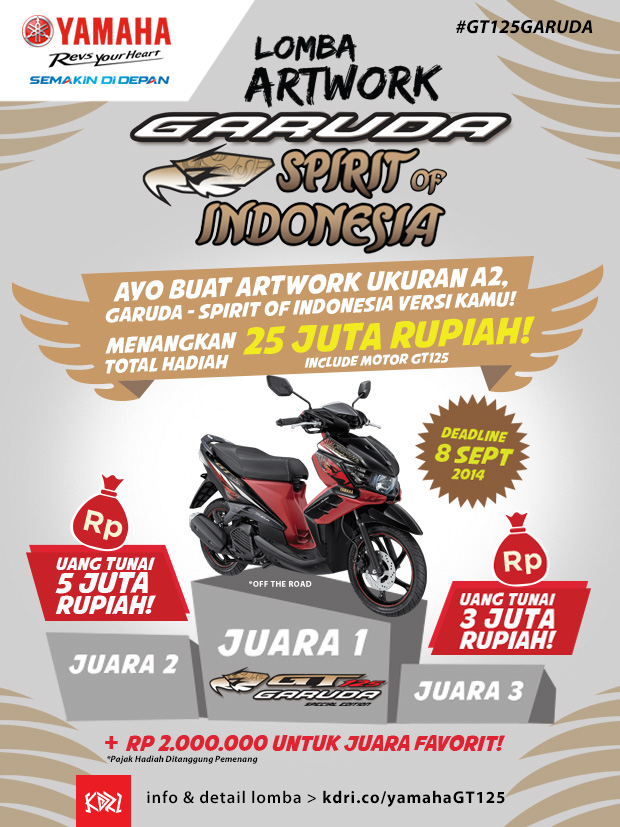 YAMAHA
Revs Your Heart
SEMAKIN Di DEPAN
#GT125GARUDA
LOMBA
ARTWORK
GARUDA
SPIRIT OF
INDONESIA
AYO BUAT ARTWORK UKURAN A2,
GARUDA - SPIRIT OF INDONESIA VERSI KAMU!
MENANGKAN
TOTAL HADIAH
25 JUTA RUPIAH!
INCLUDE MOTOR GT125
DEADLINE
8 SEPT
2014
YAMAHA
Rp
UANG TUNAI
5 JUTA
RUPIAH!
*OFF THE ROAD
Rp
UANG TUNAI
3 JUTA
RUPIAH!
JUARA 2
JUARA 1
GT125
GARUDA
SPECIAL EDITION
JUARA 3
+ RP 2.000.000 UNTUK JUARA FAVORIT!
*Pajak Hadiah Ditanggung Pemenang
KDRI
info & detail lomba > kdri.co/yamahaGT125